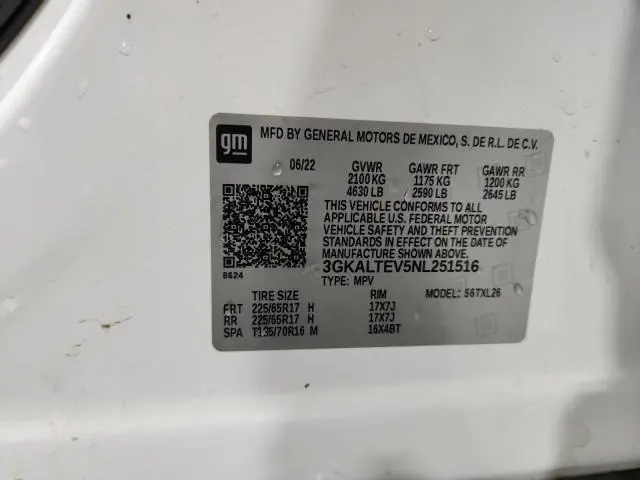 gm
MFD BY GENERAL MOTORS DE MEXICO, S. DE R.L. DE C.V.
06/22 GVWR GAWR FRT GAWR RR
2100 KG 1175 KG 1200 KG
4630 LB 2590 LB 2645 LB
THIS VEHICLE CONFORMS TO ALL
APPLICABLE U.S. FEDERAL MOTOR
VEHICLE SAFETY AND THEFT PREVENTION
STANDARDS IN EFFECT ON THE DATE OF
MANUFACTURE SHOWN ABOVE.
8624 3GKALTEV5NL251516
TYPE: MPV MODEL: 56TXL26
TIRE SIZE RIM
FRT 225/65R17 H 17X7J
RR 225/65R17 H 17X7J
SPA T135/70R16 M 16X4BT